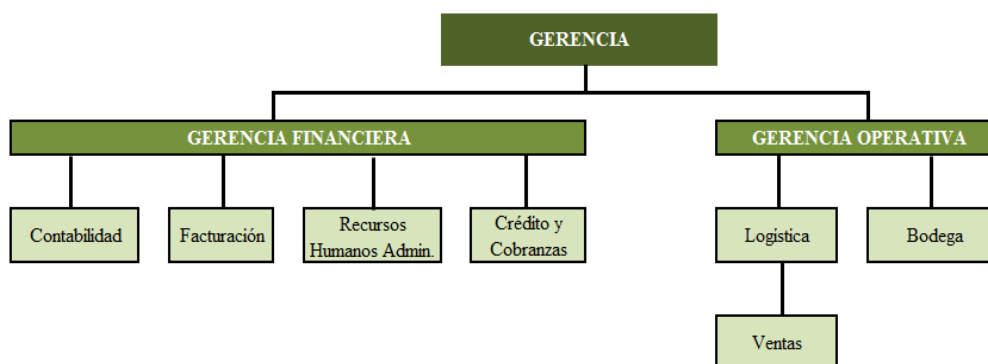 GERENCIA
GERENCIA FINANCIERA
GERENCIA OPERATIVA
Contabilidad
Facturación
Recursos
Humanos Admin.
Crédito y
Cobranzas
Logística
Bodega
Ventas